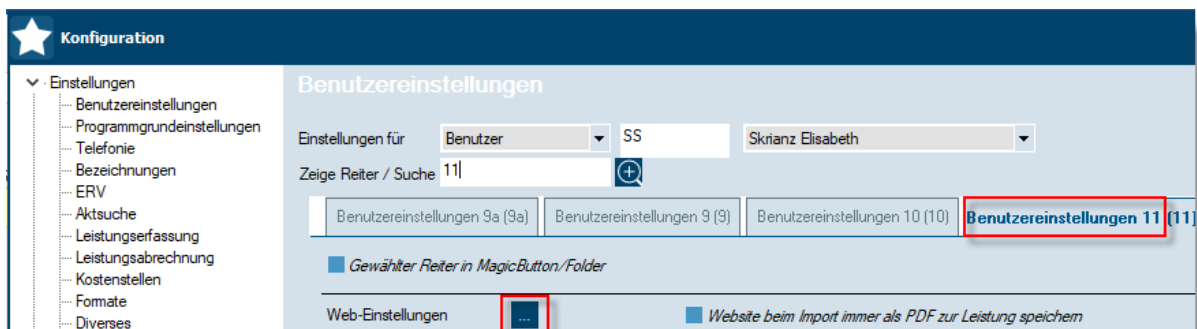 Konfiguration
Einstellungen
Benutzereinstellungen
Programmgrundeinstellungen
Telefonie
Bezeichnungen
ERV
Aktsuche
Leistungserfassung
Leistungsabrechnung
Kostenstellen
Formate
Diverses
Benutzereinstellungen
Einstellungen für Benutzer SS Skrianz Elisabeth
Zeige Reiter / Suche 11
Benutzereinstellungen 9a (9a) Benutzereinstellungen 9 (9) Benutzereinstellungen 10 (10) Benutzereinstellungen 11 (11)
Gewählter Reiter in MagicButton/Folder
Web-Einstellungen ... Website beim Import immer als PDF zur Leistung speichern